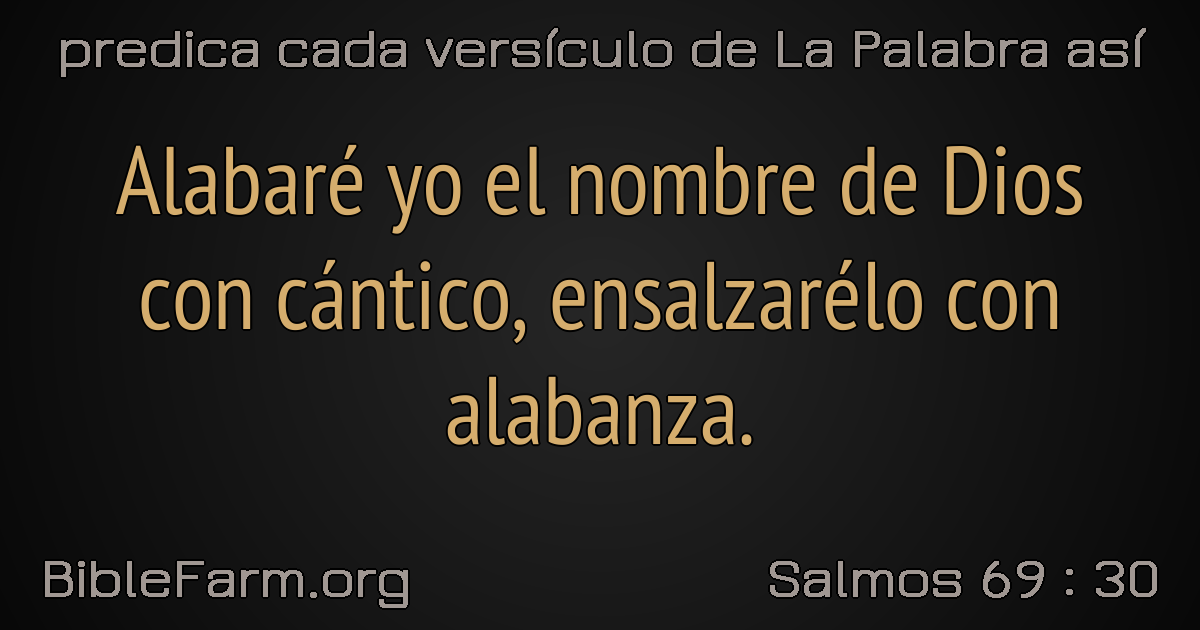 predica cada versículo de La Palabra así
Alabaré yo el nombre de Dios
con cántico, ensalzarélo con
alabanza.
BibleFarm.org
Salmos 69 : 30